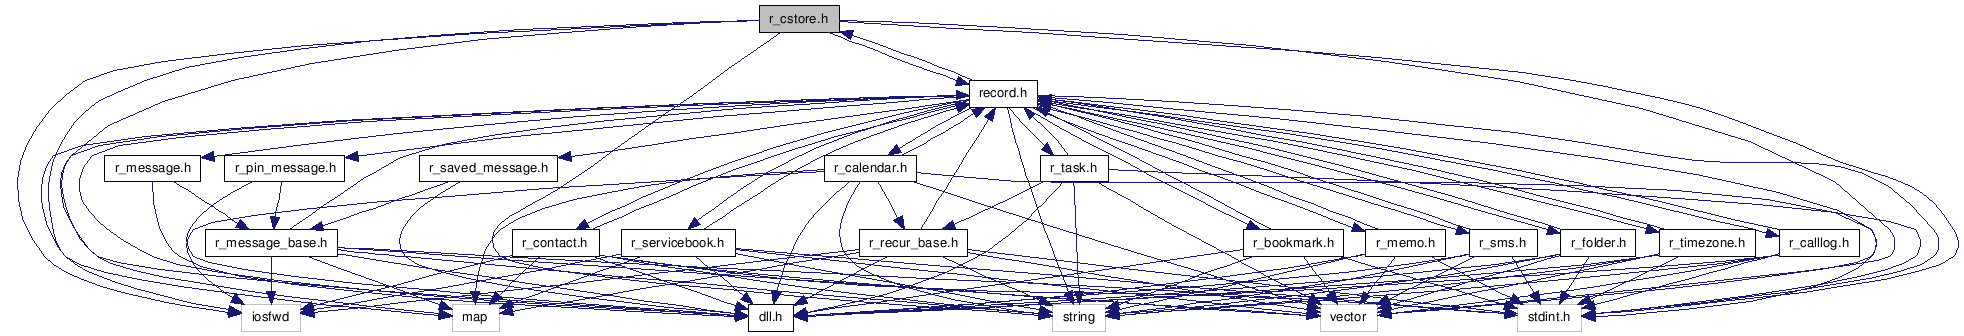 r_cstore.h
record.h
r_message.h
r_pin_message.h
r_saved_message.h
r_calendar.h
r_task.h
r_message_base.h
r_contact.h
r_servicebook.h
r_recur_base.h
r_bookmark.h
r_memo.h
r_sms.h
r_folder.h
r_timezone.h
r_calllog.h
iosfwd
map
dll.h
string
vector
stdint.h